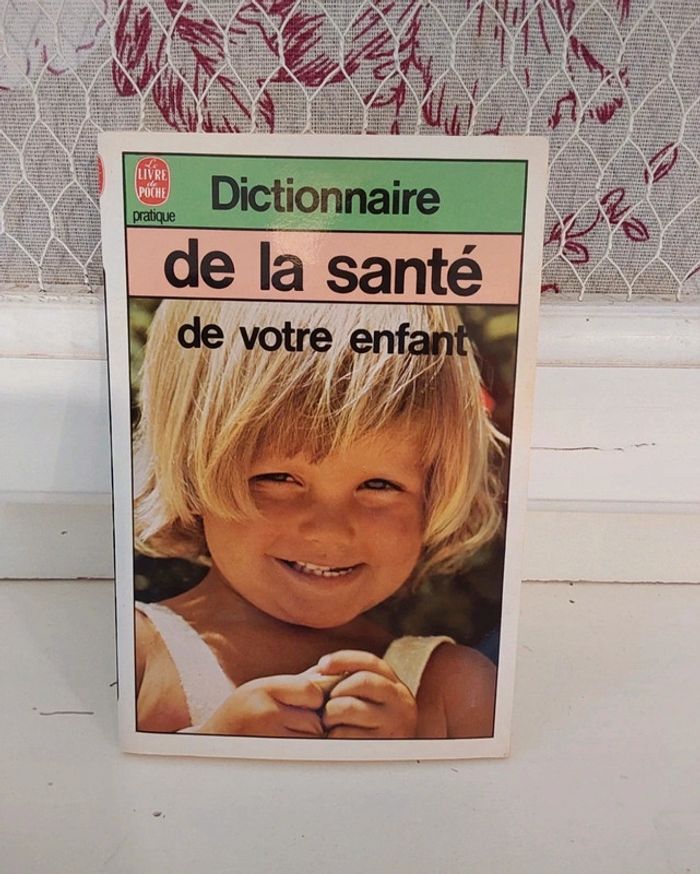 Le
LIVRE
de
POCHE
pratique
Dictionnaire
de la santé
de votre enfant